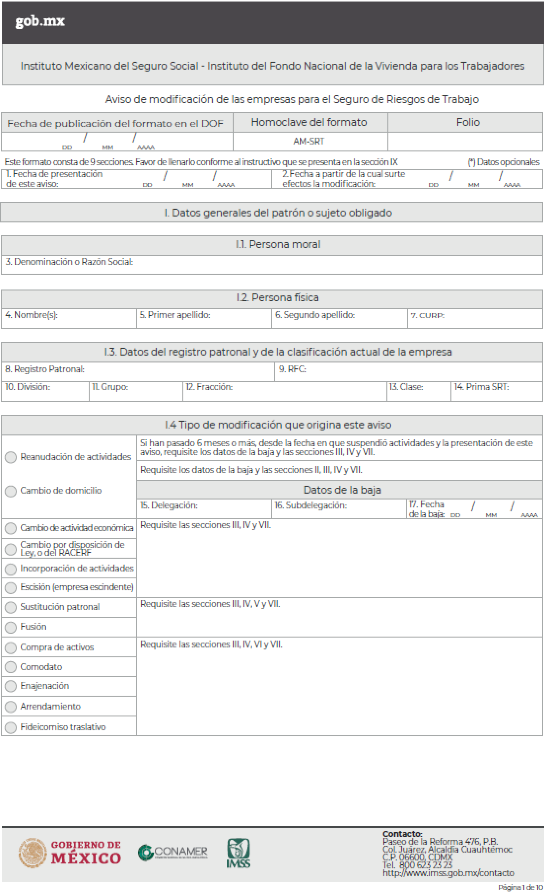 gob.mx
Instituto Mexicano del Seguro Social - Instituto del Fondo Nacional de la Vivienda para los Trabajadores
Aviso de modificación de las empresas para el Seguro de Riesgos de Trabajo
Fecha de publicación del formato en el DOF
Homoclave del formato
Folio
DD / MM / AAAA
AM-SRT
Este formato consta de 9 secciones. Favor de llenarlo conforme al instructivo que se presenta en la sección IX
(*) Datos opcionales
1. Fecha de presentación
de este aviso:
DD / MM / AAAA
2. Fecha a partir de la cual surte
efectos la modificación:
DD / MM / AAAA
I. Datos generales del patrón o sujeto obligado
I.1. Persona moral
3. Denominación o Razón Social:
I.2. Persona física
4. Nombre(s):
5. Primer apellido:
6. Segundo apellido:
7. CURP:
I.3. Datos del registro patronal y de la clasificación actual de la empresa
8. Registro Patronal:
9. RFC:
10. División:
11. Grupo:
12. Fracción:
13. Clase:
14. Prima SRT:
I.4 Tipo de modificación que origina este aviso
Reanudación de actividades
Si han pasado 6 meses o más, desde la fecha en que suspendió actividades y la presentación de este
aviso, requisite los datos de la baja y las secciones III, IV y VII.
Cambio de domicilio
Requisite los datos de la baja y las secciones II, III, IV y VII.
Datos de la baja
15. Delegación:
16. Subdelegación:
17. Fecha
de la baja:
DD / MM / AAAA
Cambio de actividad económica
Requisite las secciones III, IV y VII.
Cambio por disposición de
Ley, o del RACERF
Incorporación de actividades
Escisión (empresa escindente)
Sustitución patronal
Requisite las secciones III, IV, V y VII.
Fusión
Compra de activos
Requisite las secciones III, IV, VI y VII.
Comodato
Enajenación
Arrendamiento
Fideicomiso traslativo
GOBIERNO DE
MÉXICO
CONAMER
IMSS
Contacto:
Paseo de la Reforma 476, P.B.
Col. Juárez, Alcaldía Cuauhtémoc
C.P. 06600, CDMX
Tel. 800 623 23 23
http://www.imss.gob.mx/contacto
Página 1 de 10